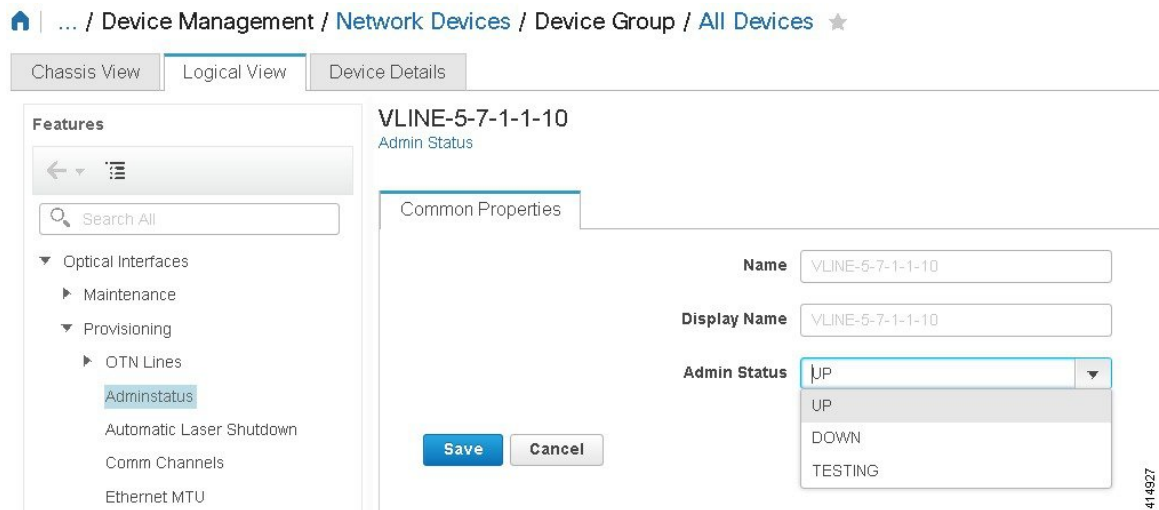 ... / Device Management / Network Devices / Device Group / All Devices
Chassis View Logical View Device Details
Features
Search All
Optical Interfaces
Maintenance
Provisioning
OTN Lines
Adminstatus
Automatic Laser Shutdown
Comm Channels
Ethernet MTU
VLINE-5-7-1-1-10
Admin Status
Common Properties
Name VLINE-5-7-1-1-10
Display Name VLINE-5-7-1-1-10
Admin Status UP
UP
DOWN
TESTING
Save Cancel
414927